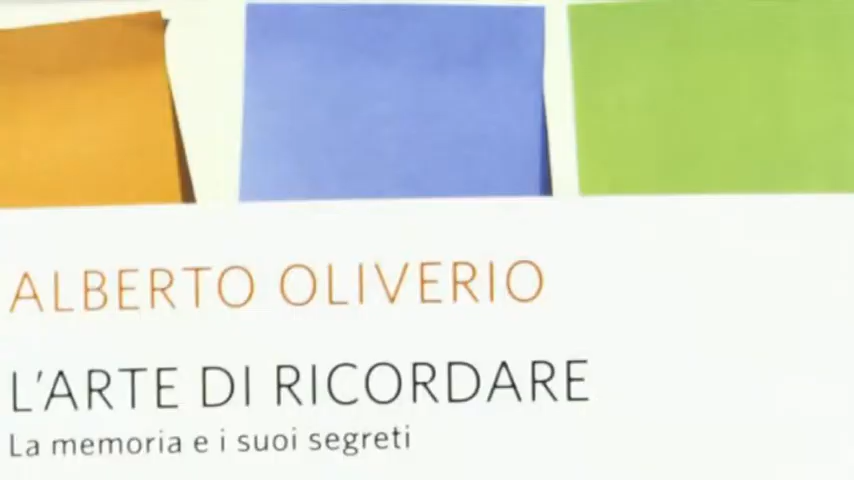 ALBERTO OLIVERIO
L'ARTE DI RICORDARE
La memoria e i suoi segreti